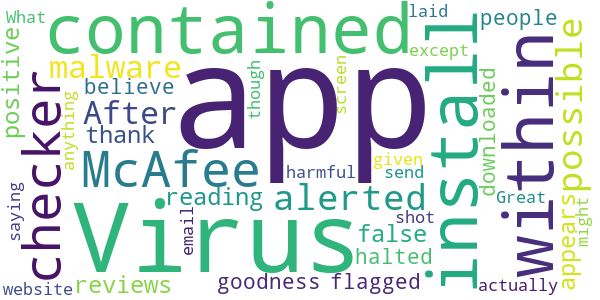 What
contained
laid
people
positive
malware
except
app
install
within
possible
checker
After
believe
though
screen
thank
anything
McAfee
downloaded
harmful
given
send
reading
alerted
Great
appears
might
saying
Virus
email
shot
false
halted
website
reviews
goodness
flagged
actually